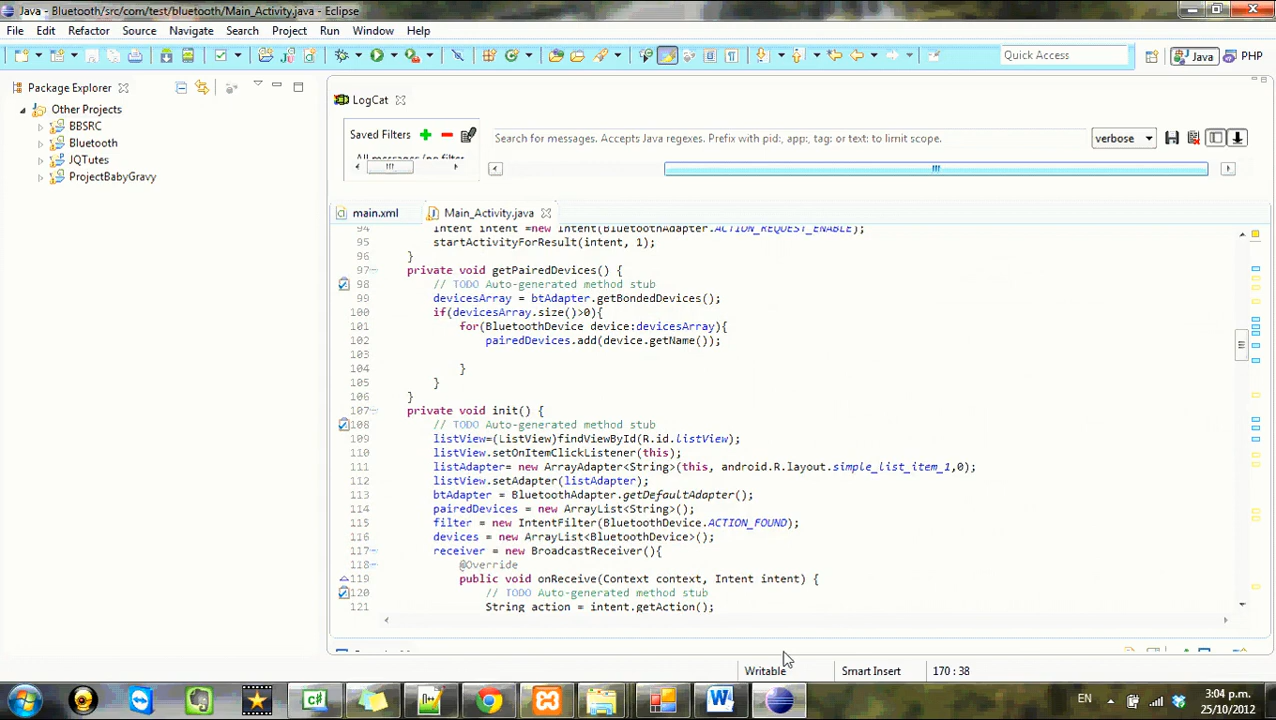 Java - Bluetooth/src/com/test/bluetooth/Main_Activity.java - Eclipse
File Edit Refactor Source Navigate Search Project Run Window Help
Quick Access
Java
PHP
Package Explorer
Other Projects
BBSRC
Bluetooth
JQTutes
ProjectBabyGravy
LogCat
Saved Filters
Search for messages. Accepts Java regexes. Prefix with pid:, app:, tag: or text: to limit scope.
verbose
All messages (no filter
main.xml
Main_Activity.java
94 Intent intent =new Intent(BluetoothAdapter.ACTION_REQUEST_ENABLE);
95 startActivityForResult(intent, 1);
96 }
97 private void getPairedDevices() {
98 // TODO Auto-generated method stub
99 devicesArray = btAdapter.getBondedDevices();
100 if(devicesArray.size()>0){
101 for(BluetoothDevice device:devicesArray){
102 pairedDevices.add(device.getName());
103
104 }
105 }
106 }
107 private void init() {
108 // TODO Auto-generated method stub
109 listView=(ListView)findViewById(R.id.listView);
110 listView.setOnItemClickListener(this);
111 listAdapter= new ArrayAdapter<String>(this, android.R.layout.simple_list_item_1,0);
112 listView.setAdapter(listAdapter);
113 btAdapter = BluetoothAdapter.getDefaultAdapter();
114 pairedDevices = new ArrayList<String>();
115 filter = new IntentFilter(BluetoothDevice.ACTION_FOUND);
116 devices = new ArrayList<BluetoothDevice>();
117 receiver = new BroadcastReceiver(){
118 @Override
119 public void onReceive(Context context, Intent intent) {
120 // TODO Auto-generated method stub
121 String action = intent.getAction();
Writable
Smart Insert
170 : 38
EN
3:04 p.m.
25/10/2012